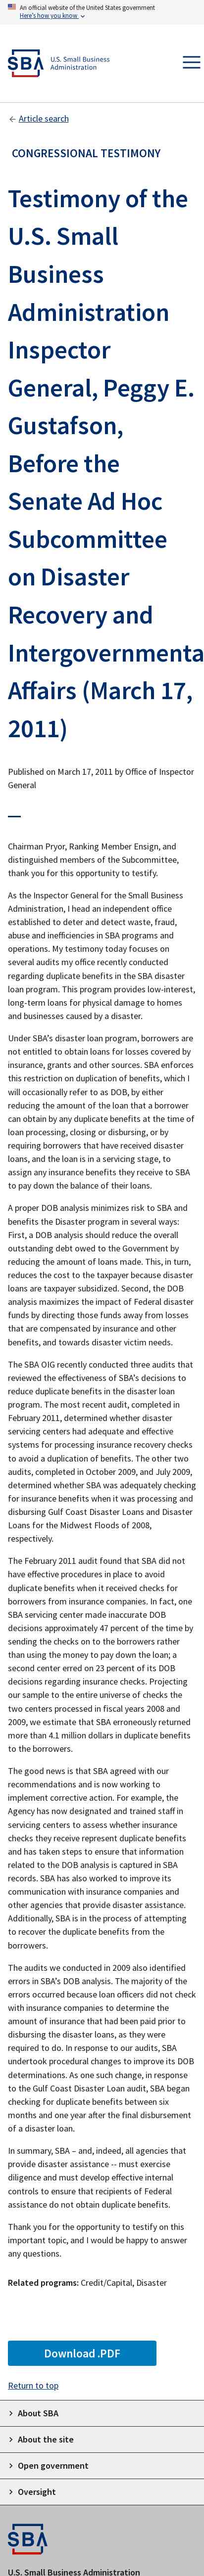 An official website of the United States government
Here's how you know
SBA
U.S. Small Business
Administration
Article search
CONGRESSIONAL TESTIMONY
Testimony of the
U.S. Small
Business
Administration
Inspector
General, Peggy E.
Gustafson,
Before the
Senate Ad Hoc
Subcommittee
on Disaster
Recovery and
Intergovernmenta
Affairs (March 17,
2011)
Published on March 17, 2011 by Office of Inspector
General
Chairman Pryor, Ranking Member Ensign, and
distinguished members of the Subcommittee,
thank you for this opportunity to testify.
As the Inspector General for the Small Business
Administration, I head an independent office
established to deter and detect waste, fraud,
abuse and inefficiencies in SBA programs and
operations. My testimony today focuses on
several audits my office recently conducted
regarding duplicate benefits in the SBA disaster
loan program. This program provides low-interest,
long-term loans for physical damage to homes
and businesses caused by a disaster.
Under SBA's disaster loan program, borrowers are
not entitled to obtain loans for losses covered by
insurance, grants and other sources. SBA enforces
this restriction on duplication of benefits, which I
will occasionally refer to as DOB, by either
reducing the amount of the loan that a borrower
can obtain by any duplicate benefits at the time of
loan processing, closing or disbursing, or by
requiring borrowers that have received disaster
loans, and the loan is in a servicing stage, to
assign any insurance benefits they receive to SBA
to pay down the balance of their loans.
A proper DOB analysis minimizes risk to SBA and
benefits the Disaster program in several ways:
First, a DOB analysis should reduce the overall
outstanding debt owed to the Government by
reducing the amount of loans made. This, in turn,
reduces the cost to the taxpayer because disaster
loans are taxpayer subsidized. Second, the DOB
analysis maximizes the impact of Federal disaster
funds by directing those funds away from losses
that are compensated by insurance and other
benefits, and towards disaster victim needs.
The SBA OIG recently conducted three audits that
reviewed the effectiveness of SBA's decisions to
reduce duplicate benefits in the disaster loan
program. The most recent audit, completed in
February 2011, determined whether disaster
servicing centers had adequate and effective
systems for processing insurance recovery checks
to avoid a duplication of benefits. The other two
audits, completed in October 2009, and July 2009,
determined whether SBA was adequately checking
for insurance benefits when it was processing and
disbursing Gulf Coast Disaster Loans and Disaster
Loans for the Midwest Floods of 2008,
respectively.
The February 2011 audit found that SBA did not
have effective procedures in place to avoid
duplicate benefits when it received checks for
borrowers from insurance companies. In fact, one
SBA servicing center made inaccurate DOB
decisions approximately 47 percent of the time by
sending the checks on to the borrowers rather
than using the money to pay down the loan; a
second center erred on 23 percent of its DOB
decisions regarding insurance checks. Projecting
our sample to the entire universe of checks the
two centers processed in fiscal years 2008 and
2009, we estimate that SBA erroneously returned
more than 4.1 million dollars in duplicate benefits
to the borrowers.
The good news is that SBA agreed with our
recommendations and is now working to
implement corrective action. For example, the
Agency has now designated and trained staff in
servicing centers to assess whether insurance
checks they receive represent duplicate benefits
and has taken steps to ensure that information
related to the DOB analysis is captured in SBA
records. SBA has also worked to improve its
communication with insurance companies and
other agencies that provide disaster assistance.
Additionally, SBA is in the process of attempting
to recover the duplicate benefits from the
borrowers.
The audits we conducted in 2009 also identified
errors in SBA's DOB analysis. The majority of the
errors occurred because loan officers did not check
with insurance companies to determine the
amount of insurance that had been paid prior to
disbursing the disaster loans, as they were
required to do. In response to our audits, SBA
undertook procedural changes to improve its DOB
determinations. As one such change, in response
to the Gulf Coast Disaster Loan audit, SBA began
checking for duplicate benefits between six
months and one year after the final disbursement
of a disaster loan.
In summary, SBA – and, indeed, all agencies that
provide disaster assistance -- must exercise
diligence and must develop effective internal
controls to ensure that recipients of Federal
assistance do not obtain duplicate benefits.
Thank you for the opportunity to testify on this
important topic, and I would be happy to answer
any questions.
Related programs: Credit/Capital, Disaster
Download .PDF
Return to top
About SBA
About the site
Open government
Oversight
SBA
U.S. Small Business Administration